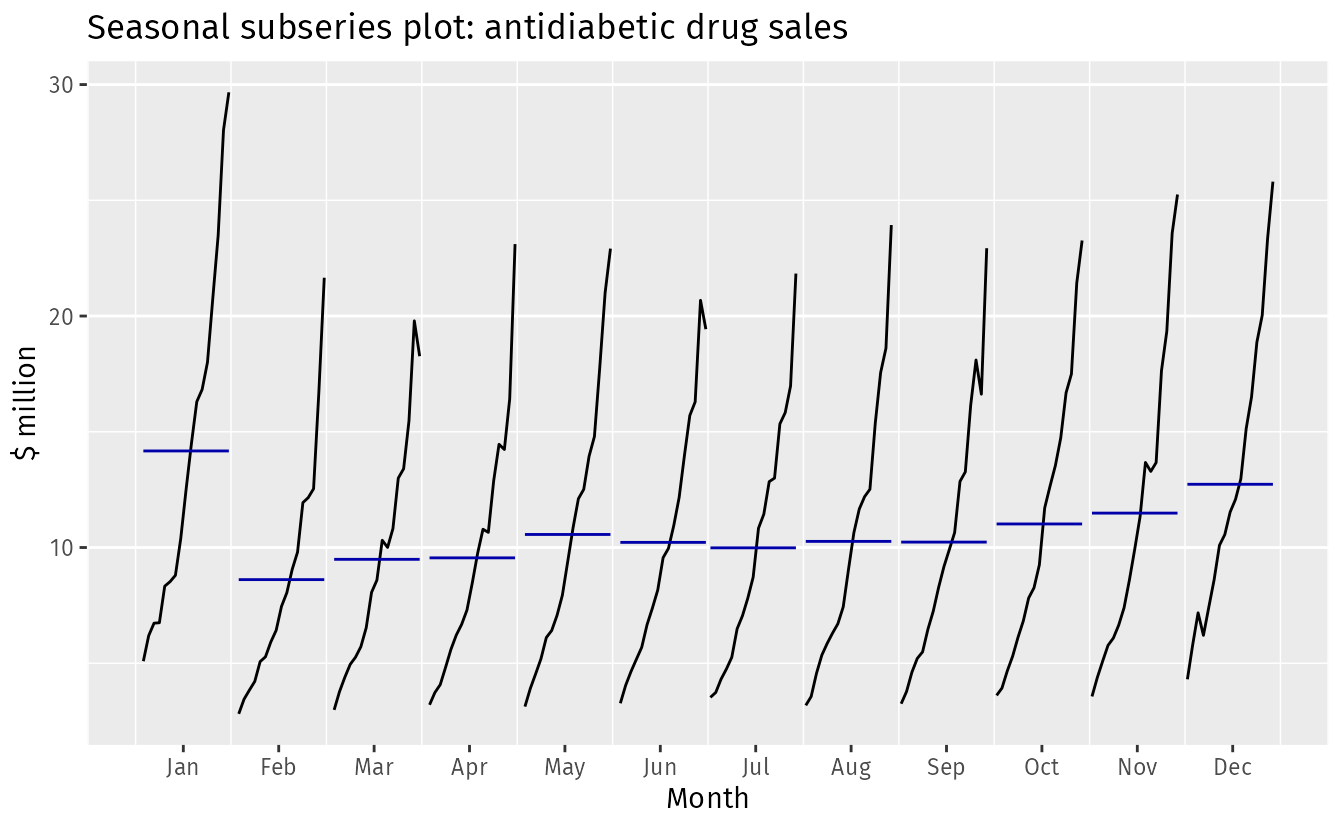 Seasonal subseries plot: antidiabetic drug sales
30
20
10
$ million
Jan Feb Mar Apr May Jun Jul Aug Sep Oct Nov Dec
Month